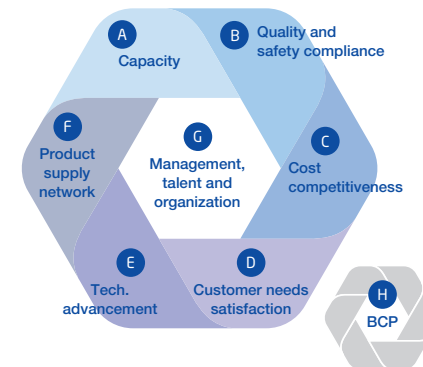 A
Capacity
B
Quality and
safety compliance
C
Cost
competitiveness
D
Customer needs
satisfaction
E
Tech.
advancement
F
Product
supply
network
G
Management,
talent and
organization
H
BCP